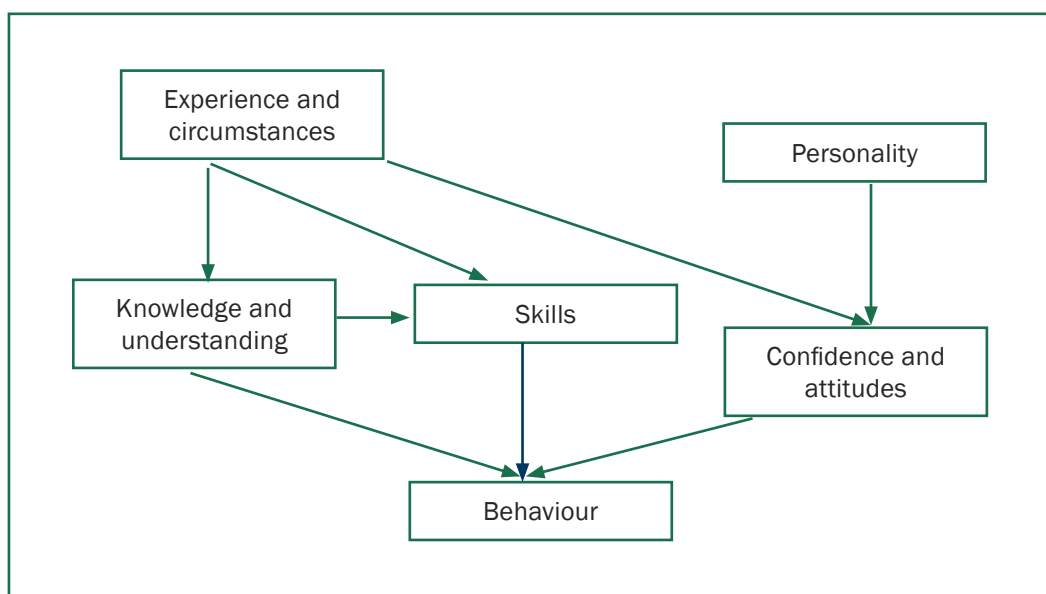 Experience and
circumstances
Personality
Knowledge and
understanding
Skills
Confidence and
attitudes
Behaviour